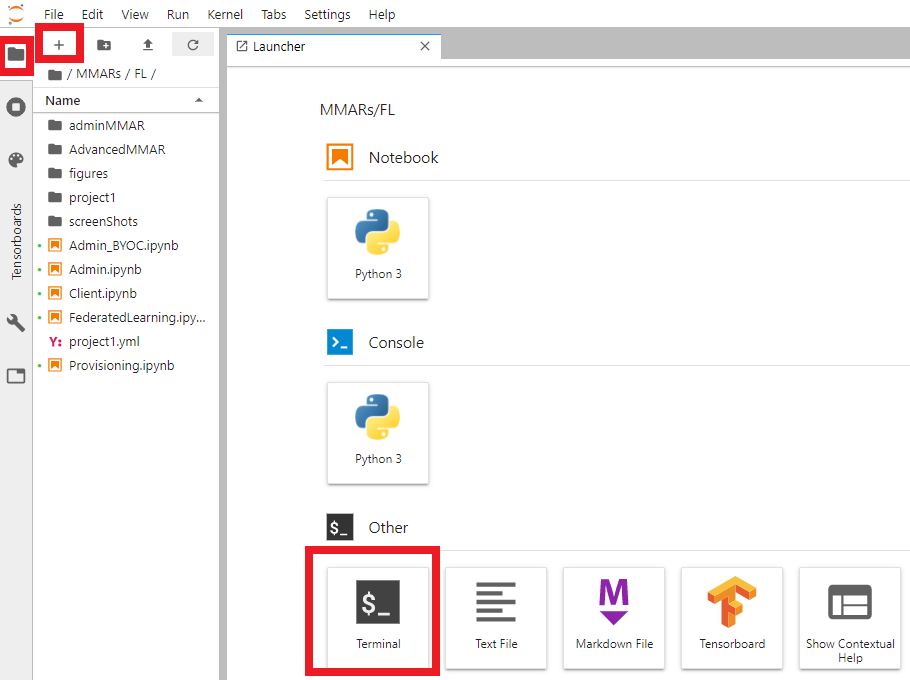 File Edit View Run Kernel Tabs Settings Help
Launcher
/ MMARs / FL /
Name
adminMMAR
AdvancedMMAR
figures
project1
screenShots
Admin_BYOC.ipynb
Admin.ipynb
Client.ipynb
FederatedLearning.ipy...
Y: project1.yml
Provisioning.ipynb
Tensorboards
MMARs/FL
Notebook
Python 3
>_ Console
Python 3
$_ Other
$_
Terminal
Text File
M
Markdown File
Tensorboard
Show Contextual
Help